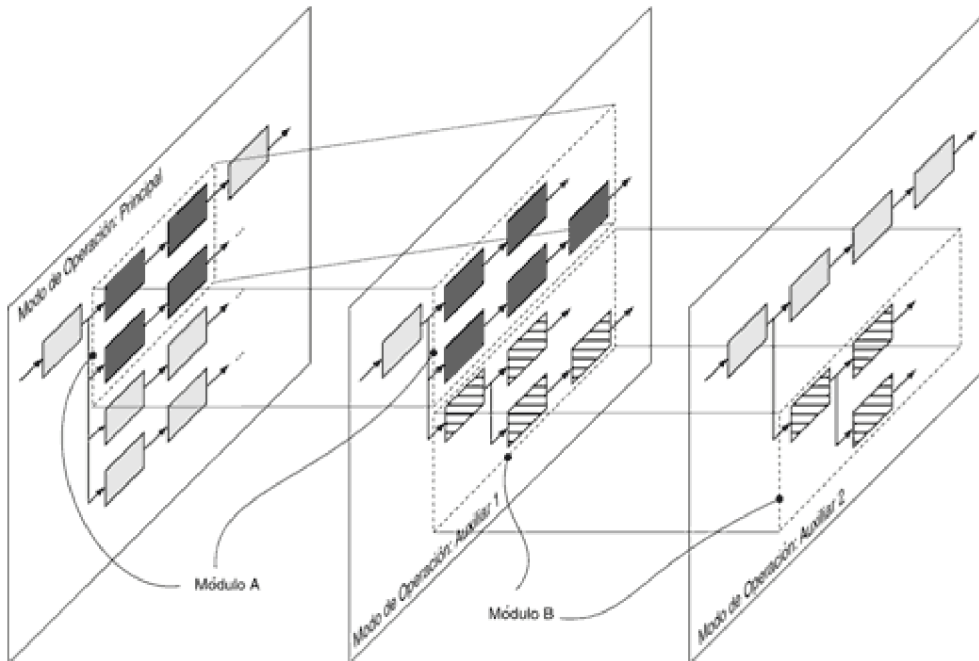 Modo de Operación: Principal
Modo de Operación: Auxiliar 1
Modo de Operación: Auxiliar 2
Módulo A
Módulo B